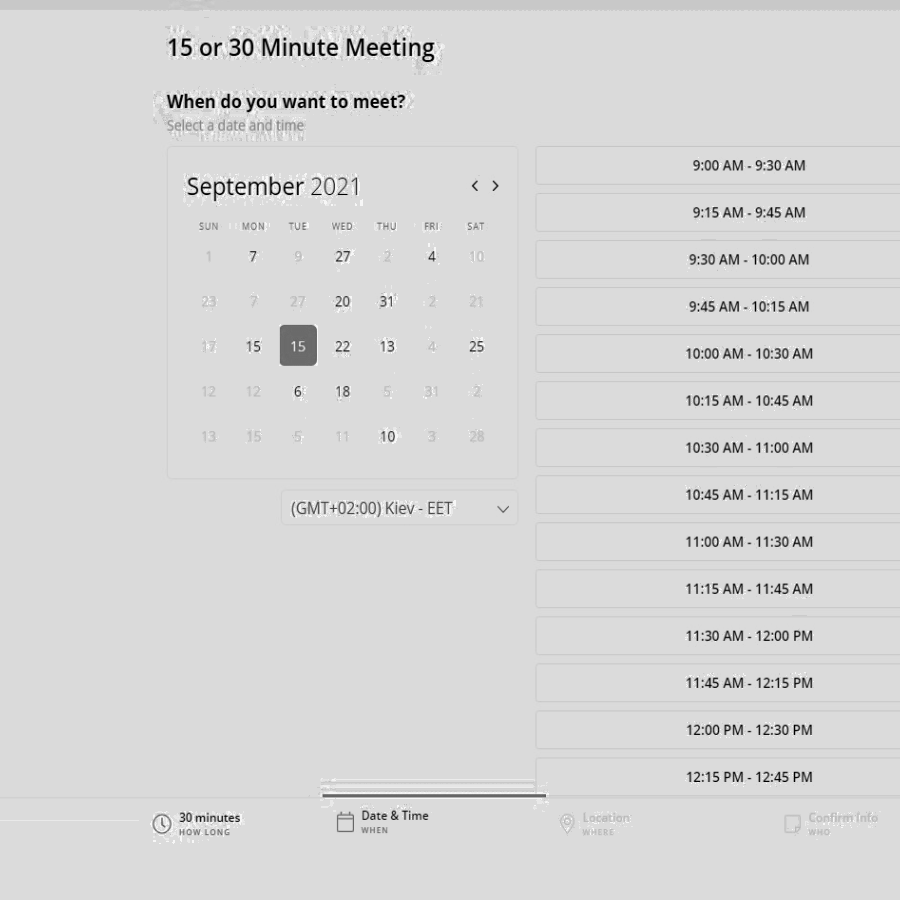 15 or 30 Minute Meeting
When do you want to meet?
Select a date and time
September 2021
SUN MON TUE WED THU FRI SAT
1 7 9 27 2 4 10
23 7 27 20 31 2 21
17 15 15 22 13 4 25
12 12 6 18 5 31 2
13 15 5 11 10 3 28
(GMT+02:00) Kiev - EET
9:00 AM - 9:30 AM
9:15 AM - 9:45 AM
9:30 AM - 10:00 AM
9:45 AM - 10:15 AM
10:00 AM - 10:30 AM
10:15 AM - 10:45 AM
10:30 AM - 11:00 AM
10:45 AM - 11:15 AM
11:00 AM - 11:30 AM
11:15 AM - 11:45 AM
11:30 AM - 12:00 PM
11:45 AM - 12:15 PM
12:00 PM - 12:30 PM
12:15 PM - 12:45 PM
30 minutes
HOW LONG
Date & Time
WHEN
Location
WHERE
Confirm Info
WHO